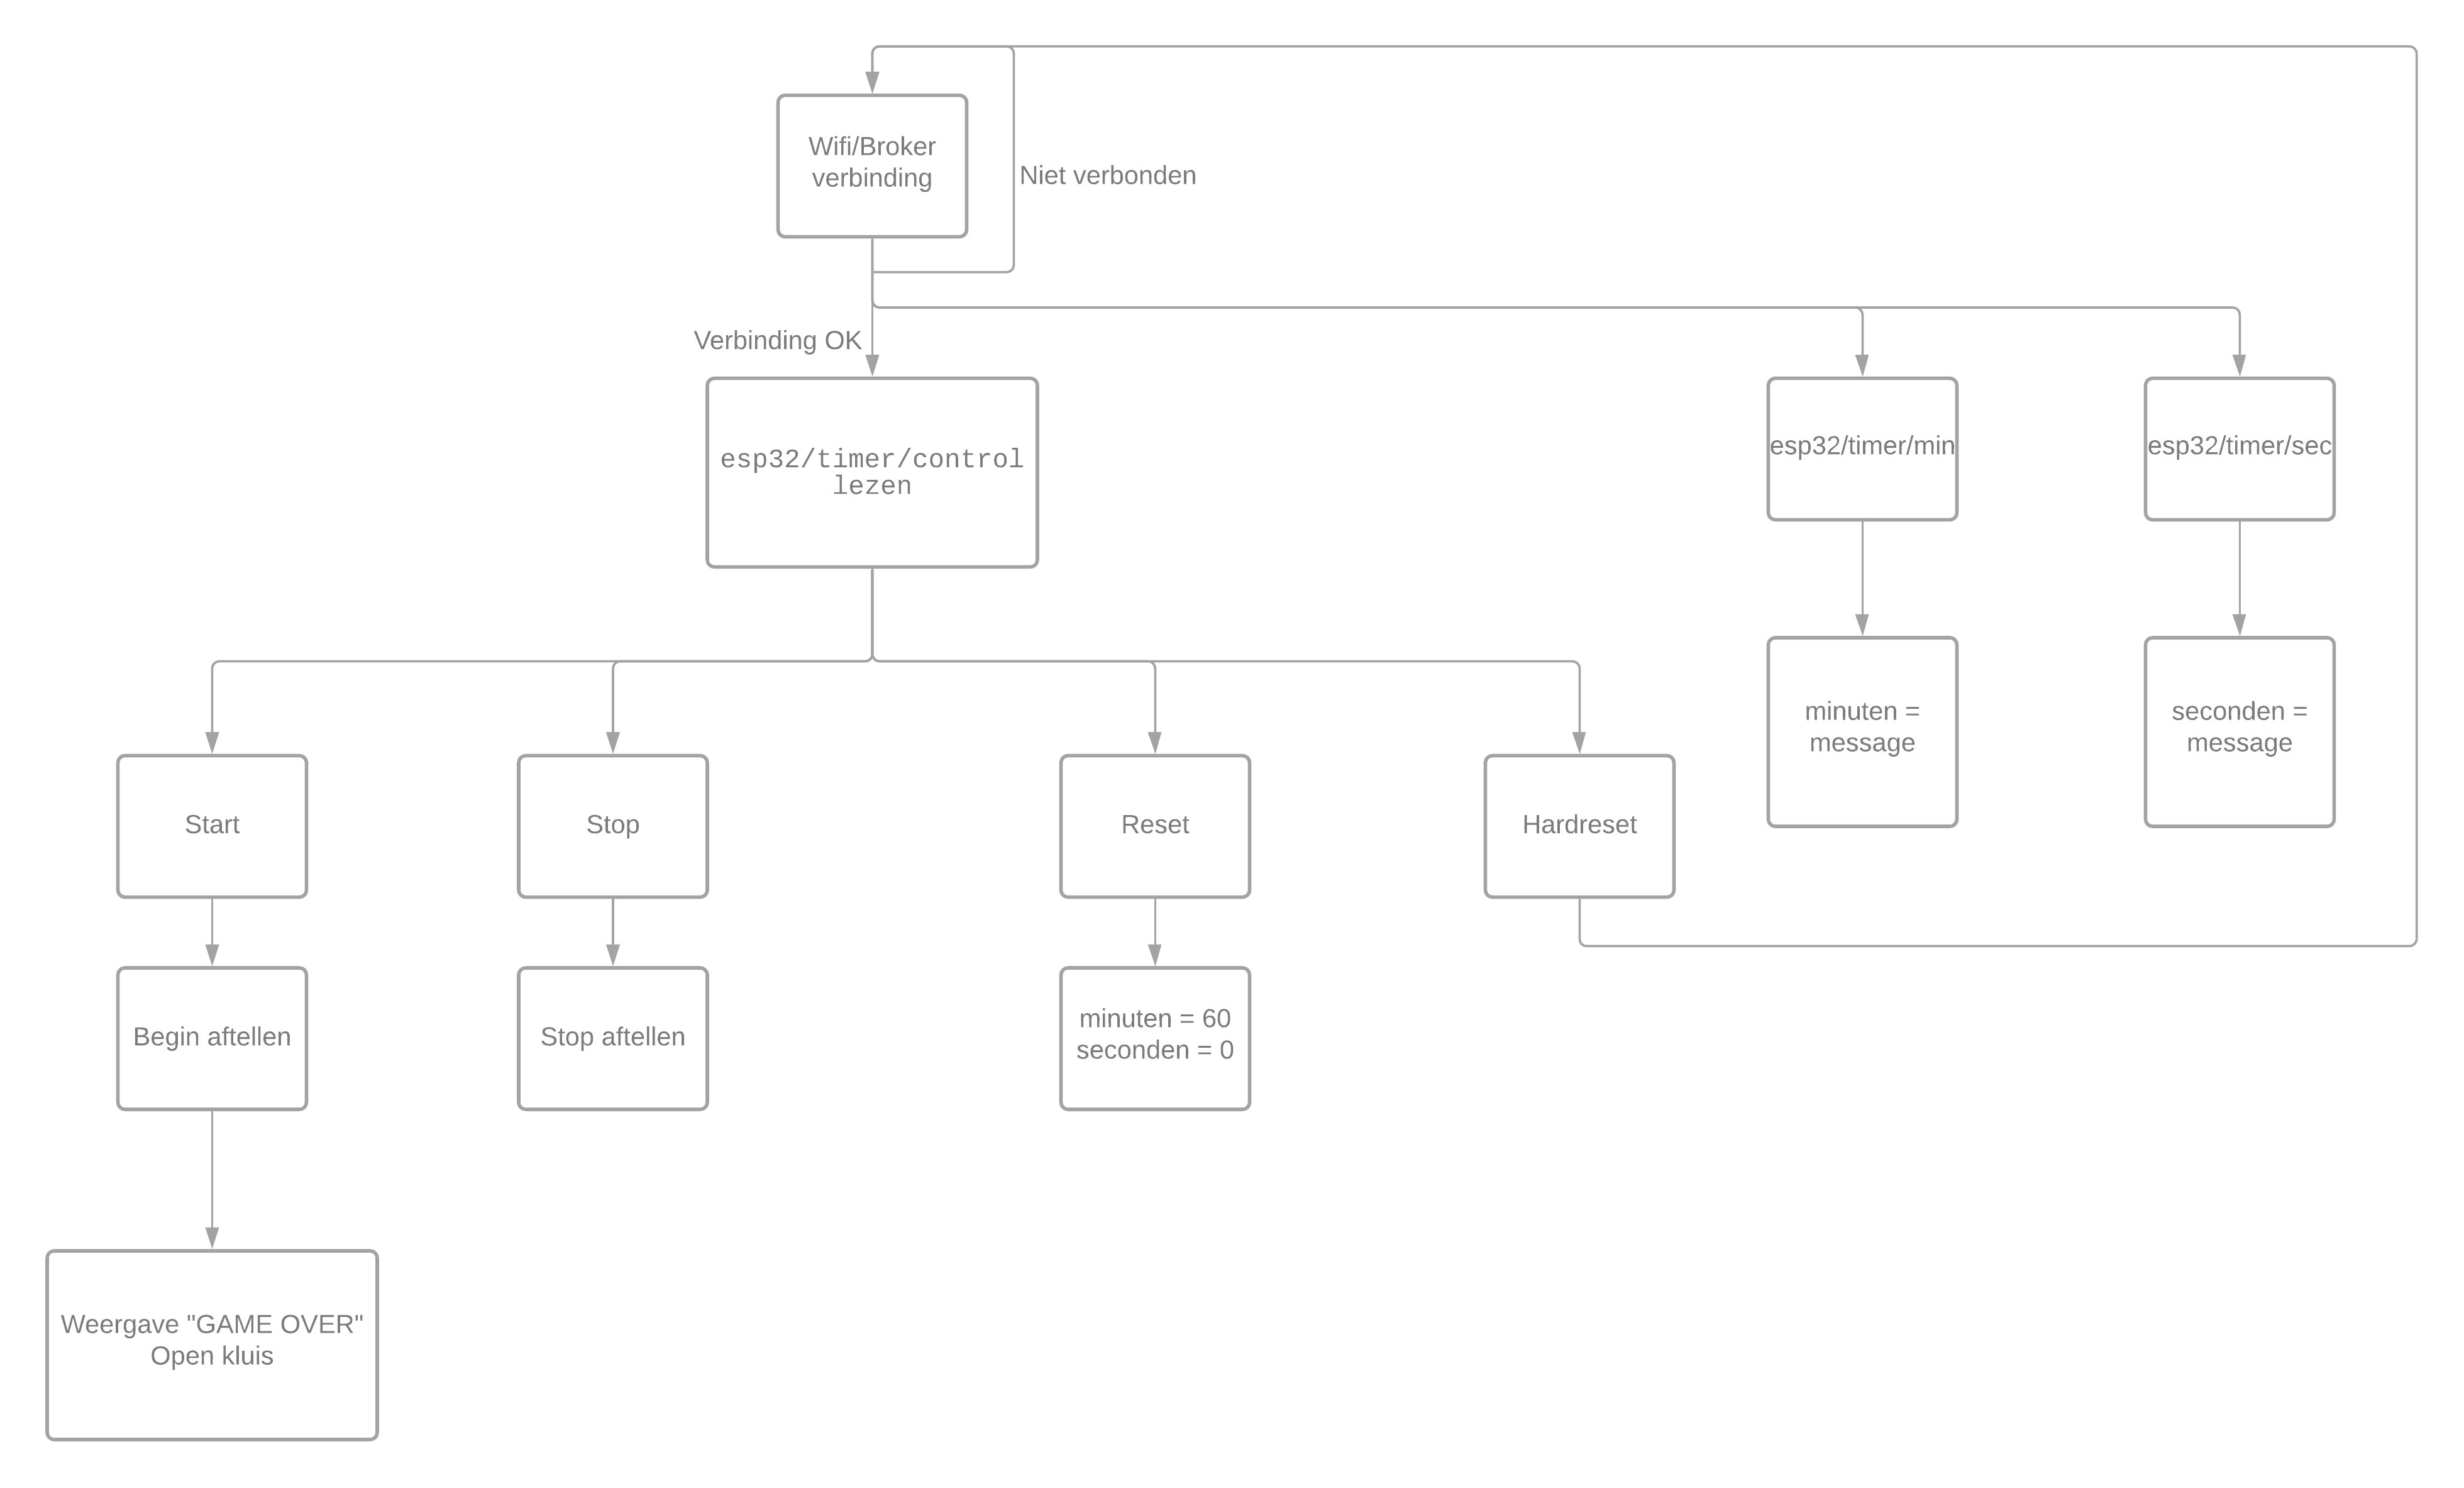 Wifi/Broker
verbinding
Niet verbonden
Verbinding OK
esp32/timer/control
lezen
esp32/timer/min
esp32/timer/sec
minuten =
message
seconden =
message
Start
Stop
Reset
Hardreset
Begin aftellen
Stop aftellen
minuten = 60
seconden = 0
Weergave "GAME OVER"
Open kluis